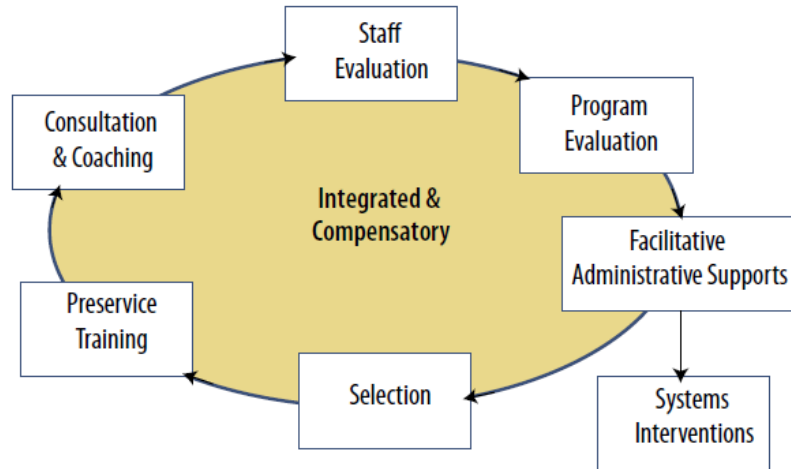 Staff
Evaluation
Program
Evaluation
Consultation
& Coaching
Integrated &
Compensatory
Facilitative
Administrative Supports
Preservice
Training
Selection
Systems
Interventions